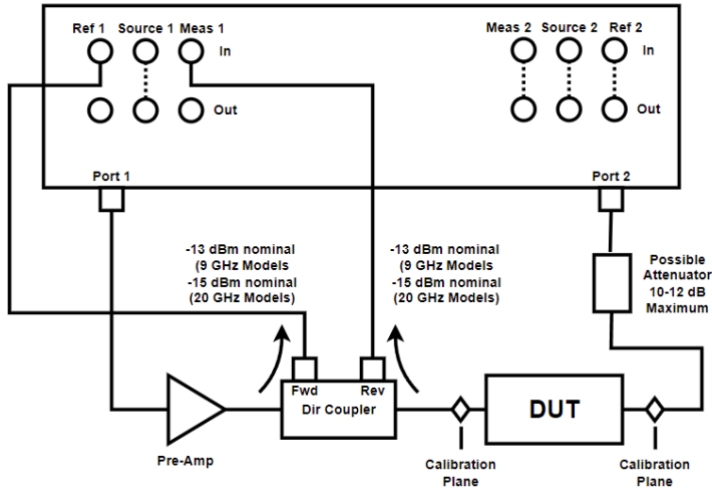 Ref 1 Source 1 Meas 1
In
Out
Meas 2 Source 2 Ref 2
In
Out
Port 1
Port 2
-13 dBm nominal
(9 GHz Models
-15 dBm nominal
(20 GHz Models)
-13 dBm nominal
(9 GHz Models
-15 dBm nominal
(20 GHz Models)
Possible
Attenuator
10-12 dB
Maximum
Fwd Rev
Dir Coupler
DUT
Pre-Amp
Calibration
Plane
Calibration
Plane